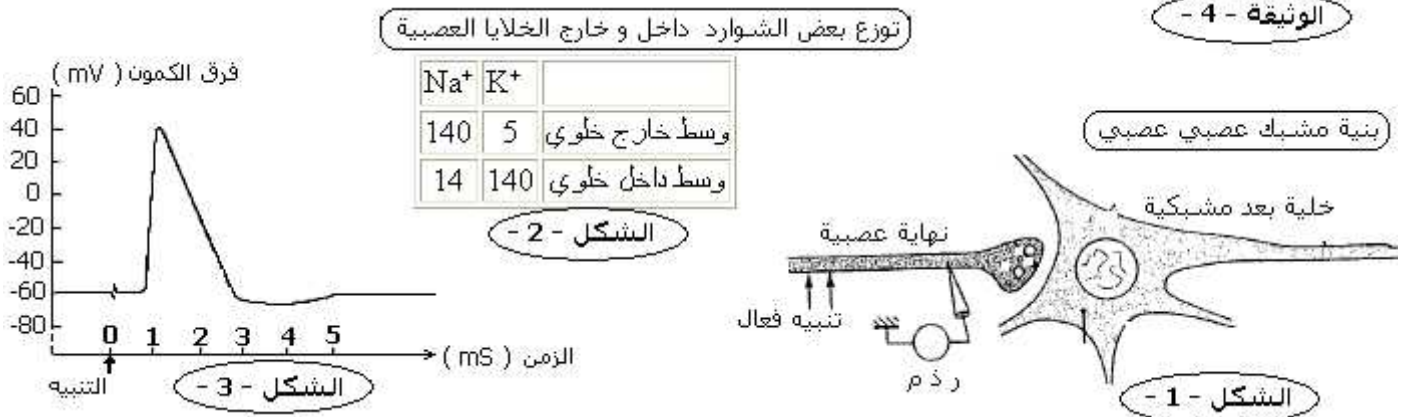 الوثيقة - 4 -
توزع بعض الشوارد داخل و خارج الخلايا العصبية
Na⁺ K⁺
140 5 وسط خارج خلوي
14 140 وسط داخل خلوي
الشكل - 2 -
فرق الكمون ( mV )
60
40
20
0
-20
-40
-60
-80
0 1 2 3 4 5
الزمن ( mS )
التنبيه
الشكل - 3 -
بنية مشبك عصبي عصبي
خلية بعد مشبكية
نهاية عصبية
تنبيه فعال
ر ذ م
الشكل - 1 -